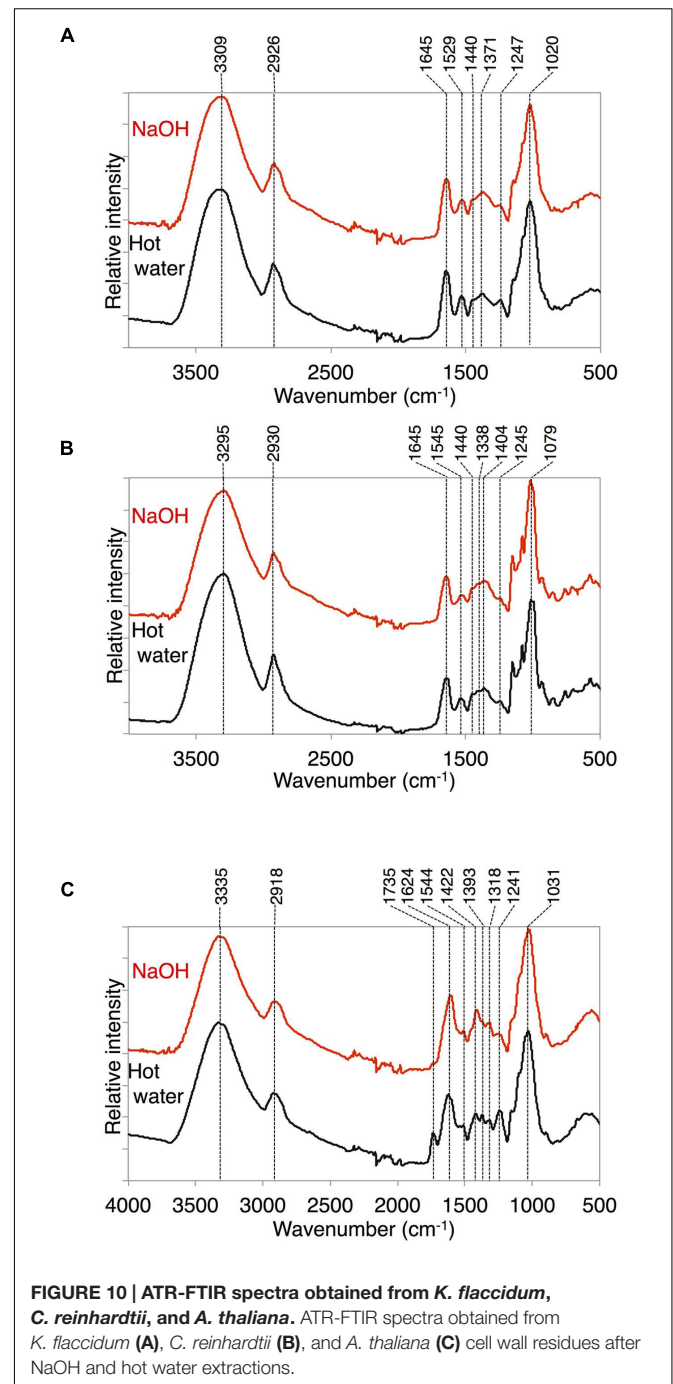 A
3309 2926 1645 1529 1440 1371 1247 1020
NaOH
Hot
water
Relative intensity
3500 2500 1500 500
Wavenumber (cm-1)
B
3295 2930 1645 1545 1440 1338 1404 1245 1079
NaOH
Hot
water
Relative intensity
3500 2500 1500 500
Wavenumber (cm-1)
C
3335 2918 1735 1624 1544 1422 1393 1318 1241 1031
NaOH
Hot
water
Relative intensity
4000 3500 3000 2500 2000 1500 1000 500
Wavenumber (cm-1)
FIGURE 10 | ATR-FTIR spectra obtained from K. flaccidum,
C. reinhardtii, and A. thaliana. ATR-FTIR spectra obtained from
K. flaccidum (A), C. reinhardtii (B), and A. thaliana (C) cell wall residues after
NaOH and hot water extractions.